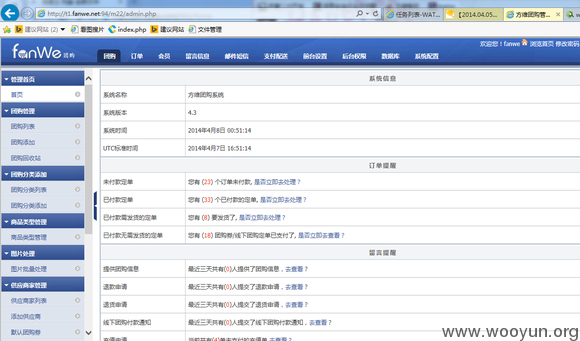 http://t1.fanwe.net:94/m22/admin.php
任务列表-WAT...
【2014.04.05...
方维团购管...
建议网站 (2)
看图搜片
index.php
建议网站
fanWe 团购
团购 订单 会员 留言信息 邮件短信 支付配送 前台设置 后台权限 数据库 系统配置
欢迎您！fanwe 浏览首页 修改密码
管理首页
首页
团购管理
团购列表
团购添加
团购回收站
团购分类添加
团购分类列表
团购分类添加
商品类型管理
商品类型管理
图片处理
图片批量处理
供应商家管理
供应商家列表
添加供应商
默认团购券
系统信息
系统名称 方维团购系统
系统版本 4.3
系统时间 2014年4月8日 00:51:14
UTC标准时间 2014年4月7日 16:51:14
订单提醒
未付款定单 您有 (23) 个订单未付款, 是否立即去处理？
已付款定单 您有 (33) 个已付款的定单, 是否立即去处理？
已付款需发货的定单 您有 (8) 要发货了, 是否立即去处理？
已付款无需发货的定单 您有 (18) 团购券/线下团购定单已支付了, 是否立即去查看？
留言提醒
提供团购信息 最近三天共有(0)人提供了团购信息, 去查看？
退款申请 最近三天共有(0)人提交了退款申请, 去查看？
退货申请 最近三天共有(0)人提交了退货申请, 去查看？
线下团购付款通知 最近三天共有(0)人提交了线下团购付款通知, 去查看？
www.wooyun.org